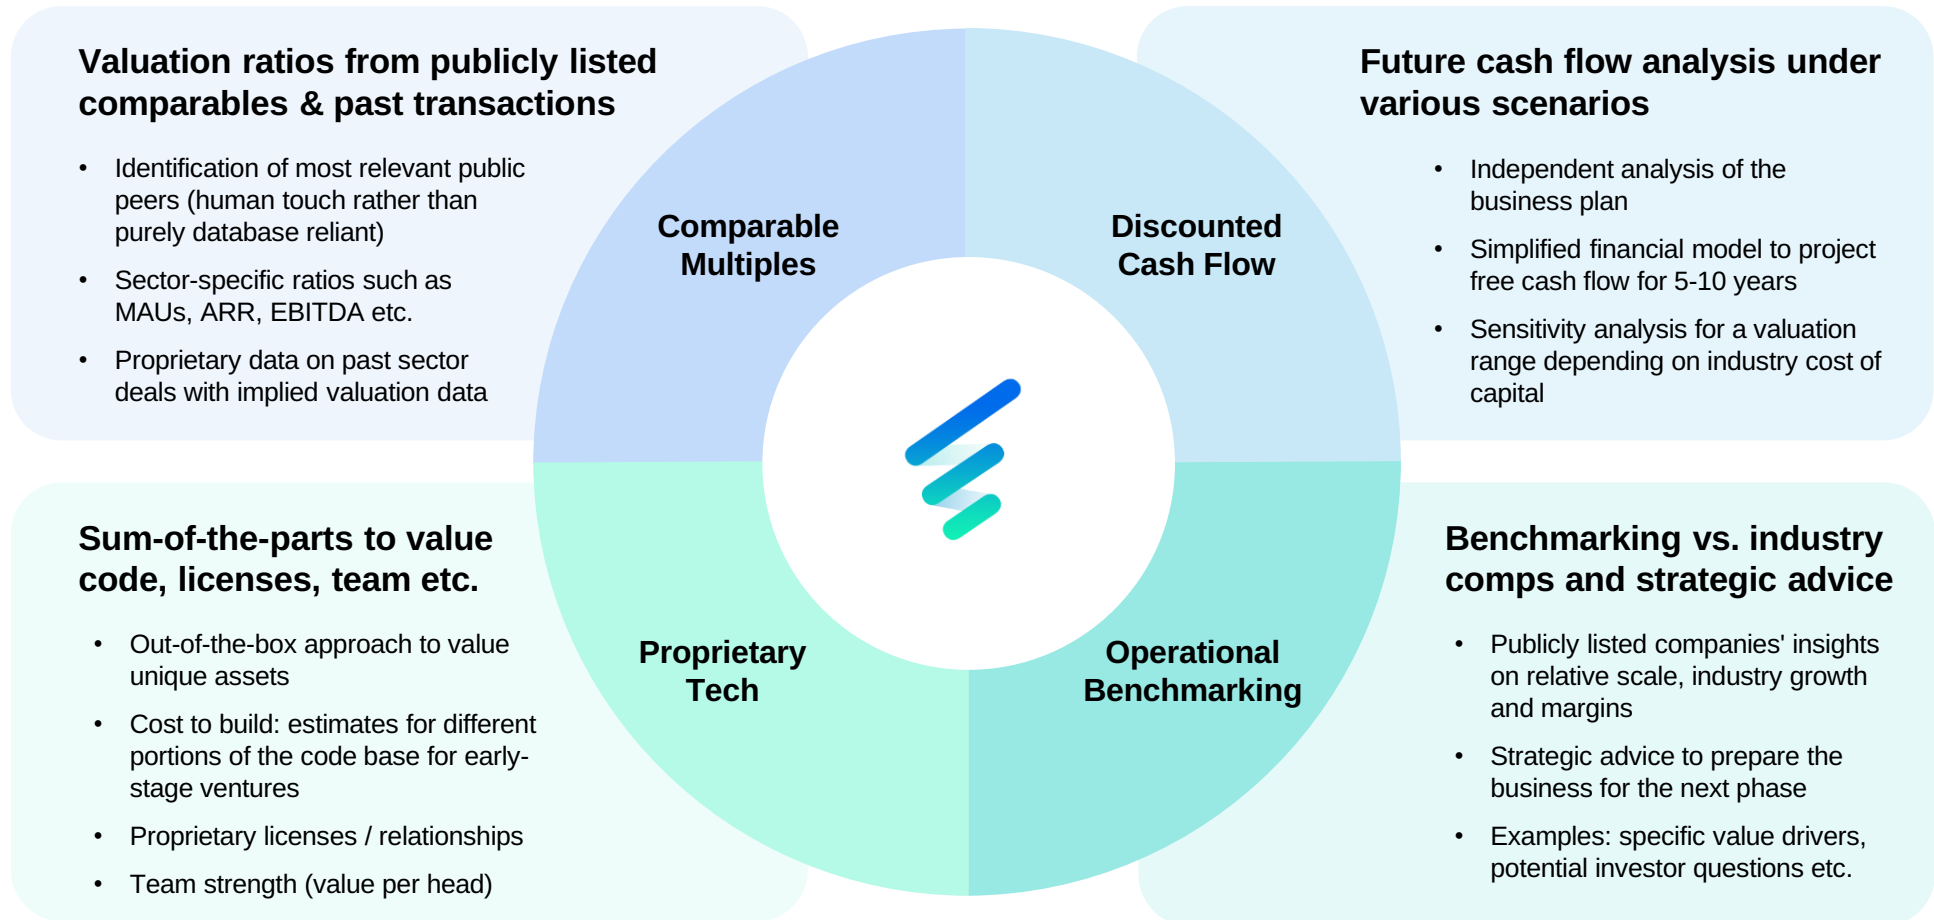 Valuation ratios from publicly listed
comparables & past transactions
• Identification of most relevant public
peers (human touch rather than
purely database reliant)
• Sector-specific ratios such as
MAUs, ARR, EBITDA etc.
• Proprietary data on past sector
deals with implied valuation data
Comparable
Multiples
Discounted
Cash Flow
Future cash flow analysis under
various scenarios
• Independent analysis of the
business plan
• Simplified financial model to project
free cash flow for 5-10 years
• Sensitivity analysis for a valuation
range depending on industry cost of
capital
Sum-of-the-parts to value
code, licenses, team etc.
• Out-of-the-box approach to value
unique assets
• Cost to build: estimates for different
portions of the code base for early-
stage ventures
• Proprietary licenses / relationships
• Team strength (value per head)
Proprietary
Tech
Operational
Benchmarking
Benchmarking vs. industry
comps and strategic advice
• Publicly listed companies' insights
on relative scale, industry growth
and margins
• Strategic advice to prepare the
business for the next phase
• Examples: specific value drivers,
potential investor questions etc.